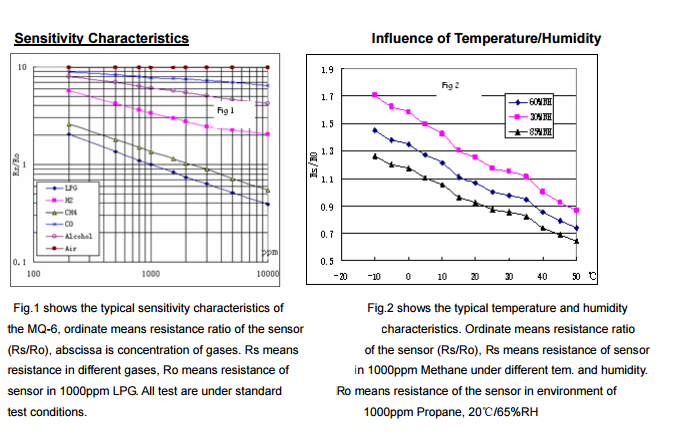 Sensitivity Characteristics
10
1
0.1
100
1000
10000
ppm
Rs/Ro
Fig 1
LPG
H2
CH4
CO
Alcohol
Air
Fig.1 shows the typical sensitivity characteristics of
the MQ-6, ordinate means resistance ratio of the sensor
(Rs/Ro), abscissa is concentration of gases. Rs means
resistance in different gases, Ro means resistance of
sensor in 1000ppm LPG. All test are under standard
test conditions.
Influence of Temperature/Humidity
1.9
1.7
1.5
1.3
1.1
0.9
0.7
0.5
-20
-10
0
10
20
30
40
50 ℃
Rs/R0
Fig 2
60%RH
30%RH
85%RH
Fig.2 shows the typical temperature and humidity
characteristics. Ordinate means resistance ratio
of the sensor (Rs/Ro), Rs means resistance of sensor
in 1000ppm Methane under different tem. and humidity.
Ro means resistance of the sensor in environment of
1000ppm Propane, 20℃/65%RH